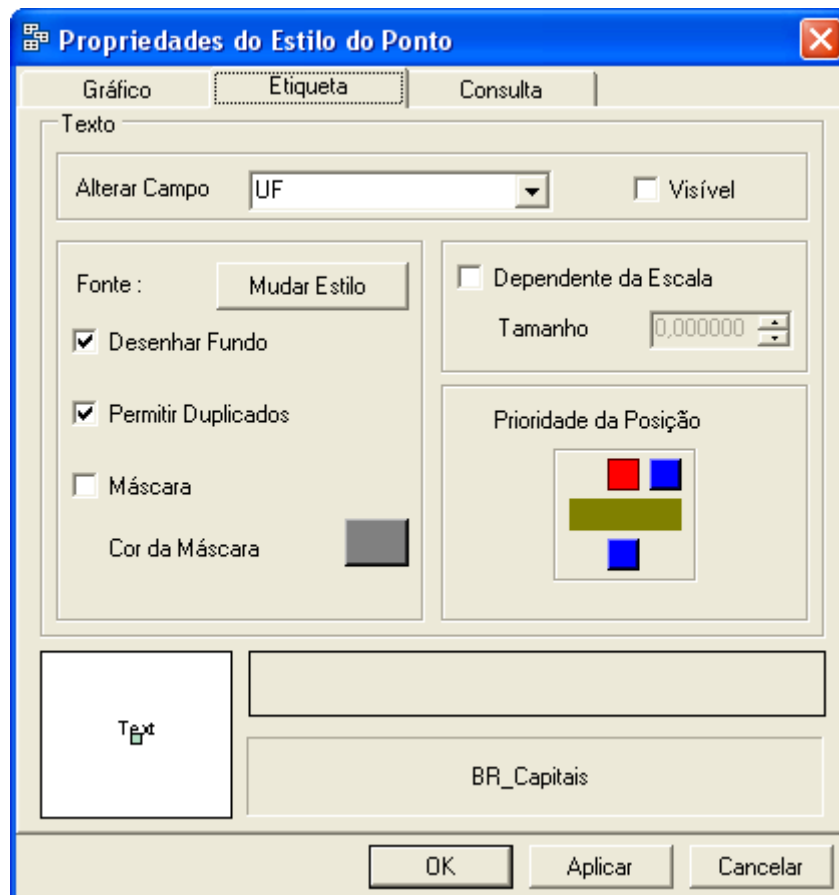 Propriedades do Estilo do Ponto
Gráfico Etiqueta Consulta
Texto
Alterar Campo UF Visível
Fonte : Mudar Estilo
Dependente da Escala
Tamanho 0,000000
Desenhar Fundo
Permitir Duplicados
Prioridade da Posição
Máscara
Cor da Máscara
Text
BR_Capitais
OK Aplicar Cancelar